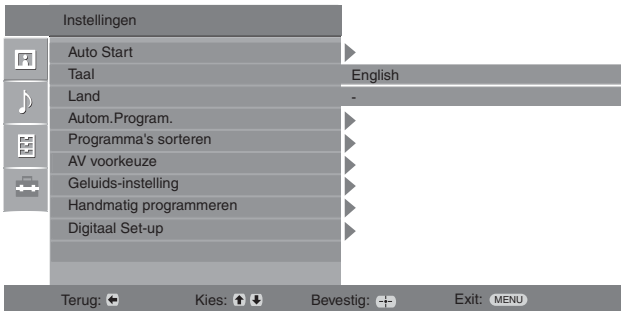 Instellingen
Auto Start
Taal English
Land -
Autom.Program.
Programma's sorteren
AV voorkeuze
Geluids-instelling
Handmatig programmeren
Digitaal Set-up
Terug: Kies: Bevestig: Exit: MENU